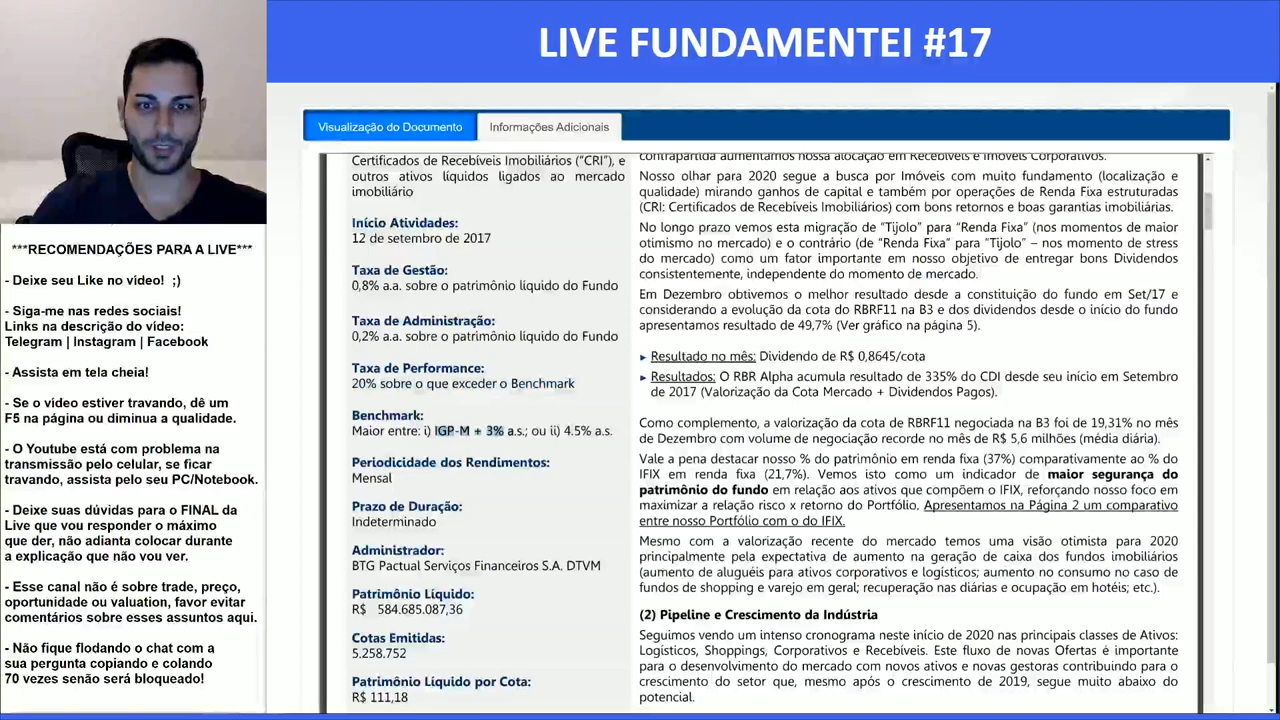 LIVE FUNDAMENTEI #17
***RECOMENDAÇÕES PARA A LIVE***
- Deixe seu Like no vídeo!  ;)
- Siga-me nas redes sociais!
Links na descrição do vídeo:
Telegram | Instagram | Facebook
- Assista em tela cheia!
- Se o vídeo estiver travando, dê um
F5 na página ou diminua a qualidade.
- O Youtube está com problema na
transmissão pelo celular, se ficar
travando, assista pelo seu PC/Notebook.
- Deixe suas dúvidas para o FINAL da
Live que vou responder o máximo
que der, não adianta colocar durante
a explicação que não vou ver.
- Esse canal não é sobre trade, preço,
oportunidade ou valuation, favor evitar
comentários sobre esses assuntos aqui.
- Não fique flodando o chat com a
sua pergunta copiando e colando
70 vezes senão será bloqueado!
Visualização do Documento
Informações Adicionais
Certificados de Recebíveis Imobiliários ("CRI"), e
outros ativos líquidos ligados ao mercado
imobiliário
Início Atividades:
12 de setembro de 2017
Taxa de Gestão:
0,8% a.a. sobre o patrimônio líquido do Fundo
Taxa de Administração:
0,2% a.a. sobre o patrimônio líquido do Fundo
Taxa de Performance:
20% sobre o que exceder o Benchmark
Benchmark:
Maior entre: i) IGP-M + 3% a.s.; ou ii) 4.5% a.s.
Periodicidade dos Rendimentos:
Mensal
Prazo de Duração:
Indeterminado
Administrador:
BTG Pactual Serviços Financeiros S.A. DTVM
Patrimônio Líquido:
R$   584.685.087,36
Cotas Emitidas:
5.258.752
Patrimônio Líquido por Cota:
R$ 111,18
contrapartida aumentamos nossa alocação em Recebíveis e Imóveis Corporativos.
Nosso olhar para 2020 segue a busca por Imóveis com muito fundamento (localização e
qualidade) mirando ganhos de capital e também por operações de Renda Fixa estruturadas
(CRI: Certificados de Recebíveis Imobiliários) com bons retornos e boas garantias imobiliárias.
No longo prazo vemos esta migração de "Tijolo" para "Renda Fixa" (nos momentos de maior
otimismo no mercado) e o contrário (de "Renda Fixa" para "Tijolo" – nos momento de stress
do mercado) como um fator importante em nosso objetivo de entregar bons Dividendos
consistentemente, independente do momento de mercado.
Em Dezembro obtivemos o melhor resultado desde a constituição do fundo em Set/17 e
considerando a evolução da cota do RBRF11 na B3 e dos dividendos desde o início do fundo
apresentamos resultado de 49,7% (Ver gráfico na página 5).
▸ Resultado no mês: Dividendo de R$ 0,8645/cota
▸ Resultados: O RBR Alpha acumula resultado de 335% do CDI desde seu início em Setembro
de 2017 (Valorização da Cota Mercado + Dividendos Pagos).
Como complemento, a valorização da cota de RBRF11 negociada na B3 foi de 19,31% no mês
de Dezembro com volume de negociação recorde no mês de R$ 5,6 milhões (média diária).
Vale a pena destacar nosso % do patrimônio em renda fixa (37%) comparativamente ao % do
IFIX em renda fixa (21,7%). Vemos isto como um indicador de maior segurança do
patrimônio do fundo em relação aos ativos que compõem o IFIX, reforçando nosso foco em
maximizar a relação risco x retorno do Portfólio. Apresentamos na Página 2 um comparativo
entre nosso Portfólio com o do IFIX.
Mesmo com a valorização recente do mercado temos uma visão otimista para 2020
principalmente pela expectativa de aumento na geração de caixa dos fundos imobiliários
(aumento de aluguéis para ativos corporativos e logísticos; aumento no consumo no caso de
fundos de shopping e varejo em geral; recuperação nas diárias e ocupação em hotéis; etc.).
(2) Pipeline e Crescimento da Indústria
Seguimos vendo um intenso cronograma neste início de 2020 nas principais classes de Ativos:
Logísticos, Shoppings, Corporativos e Recebíveis. Este fluxo de novas Ofertas é importante
para o desenvolvimento do mercado com novos ativos e novas gestoras contribuindo para o
crescimento do setor que, mesmo após o crescimento de 2019, segue muito abaixo do
potencial.